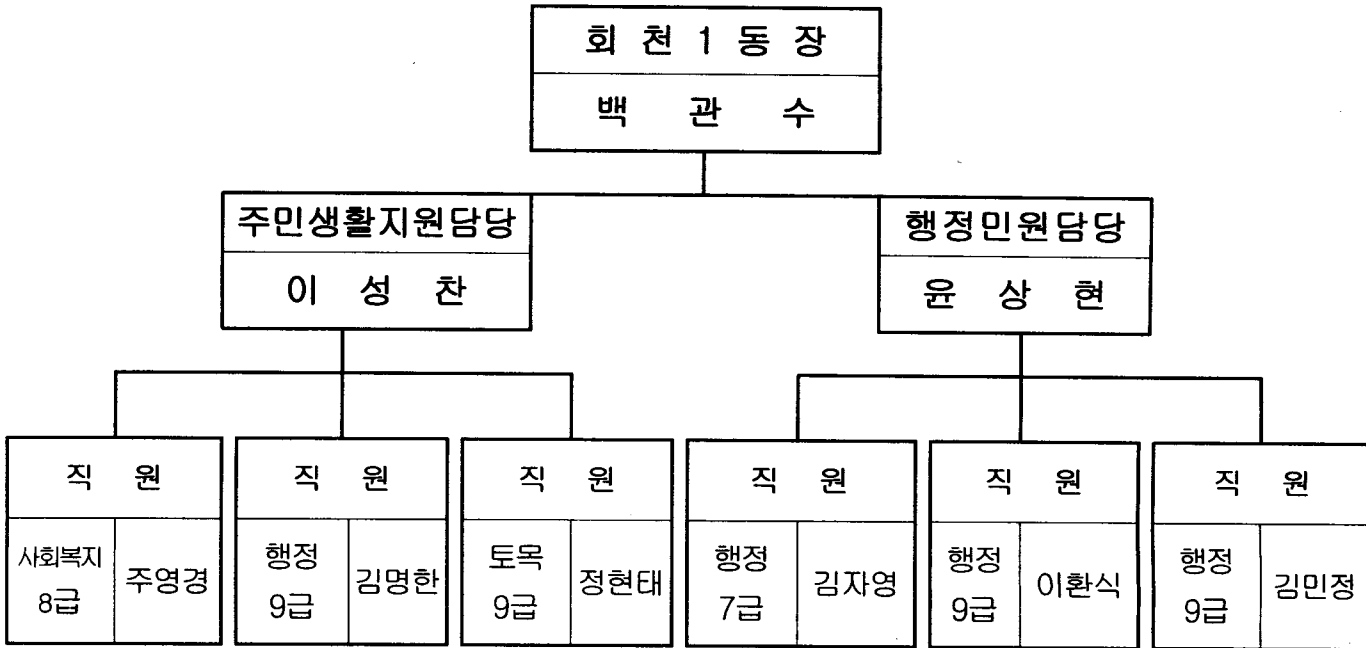 회 천 1 동 장
백 관 수
주민생활지원담당
이 성 찬
행정민원담당
윤 상 현
직 원
사회복지
8급
주영경
직 원
행정
9급
김명한
직 원
토목
9급
정현태
직 원
행정
7급
김자영
직 원
행정
9급
이환식
직 원
행정
9급
김민정